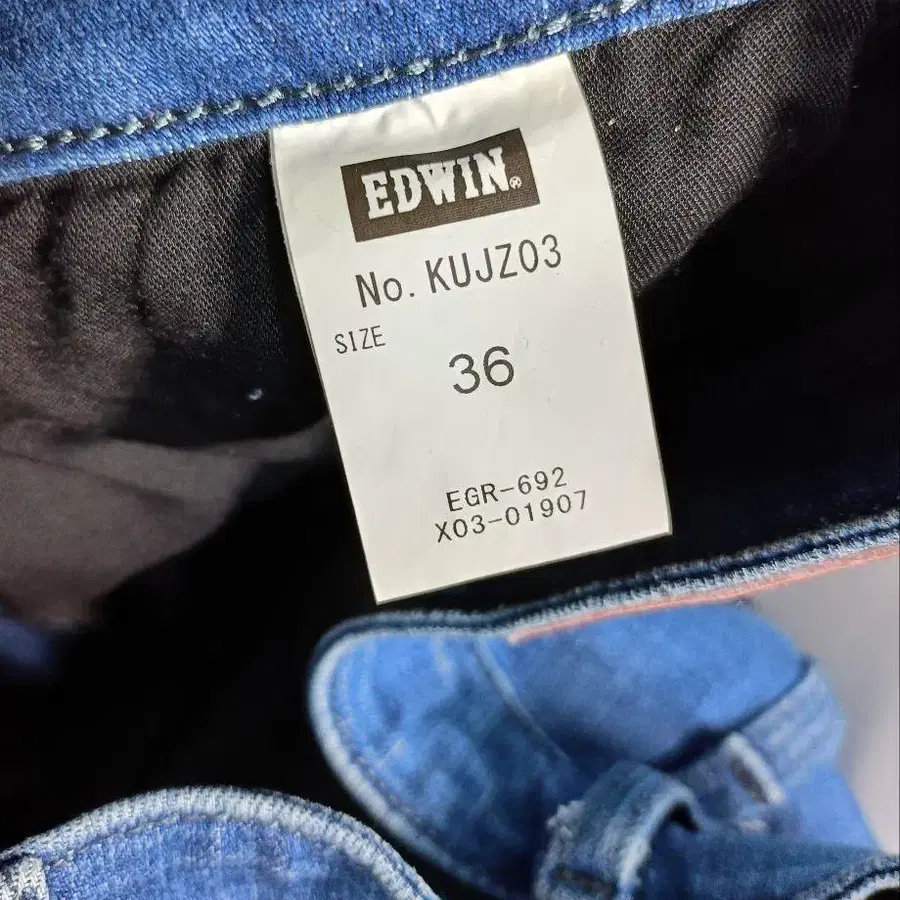 EDWIN®
No. KUJZ03
SIZE
36
EGR-692
X03-01907